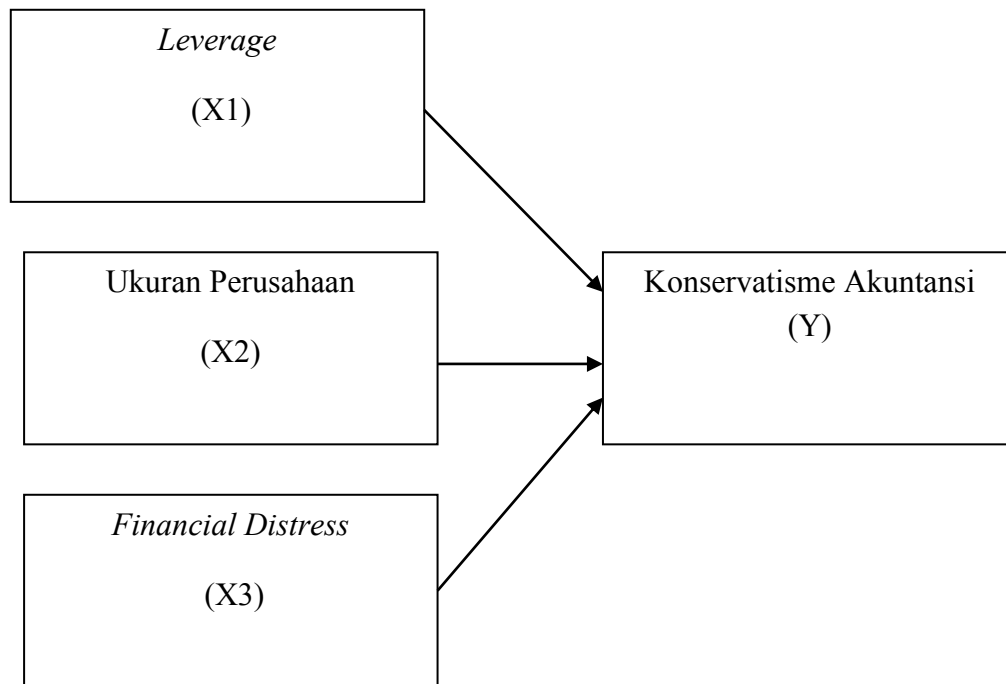 Leverage
(X1)
Ukuran Perusahaan
(X2)
Konservatisme Akuntansi
(Y)
Financial Distress
(X3)